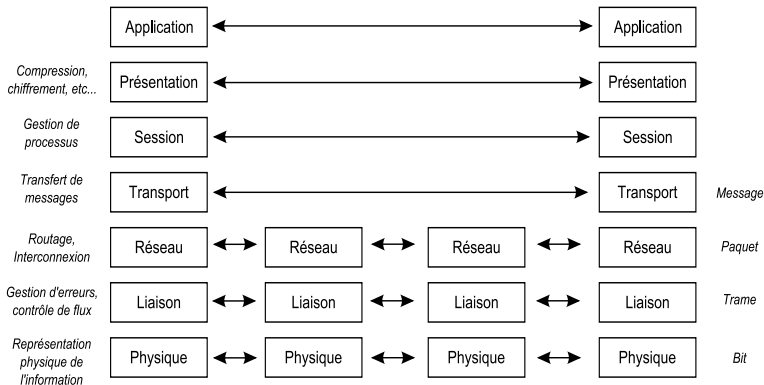 Application
Application
Compression,
chiffrement, etc...
Présentation
Présentation
Gestion de
processus
Session
Session
Transfert de
messages
Transport
Transport
Message
Routage,
Interconnexion
Réseau
Réseau
Réseau
Réseau
Paquet
Gestion d'erreurs,
contrôle de flux
Liaison
Liaison
Liaison
Liaison
Trame
Représentation
physique de
l'information
Physique
Physique
Physique
Physique
Bit